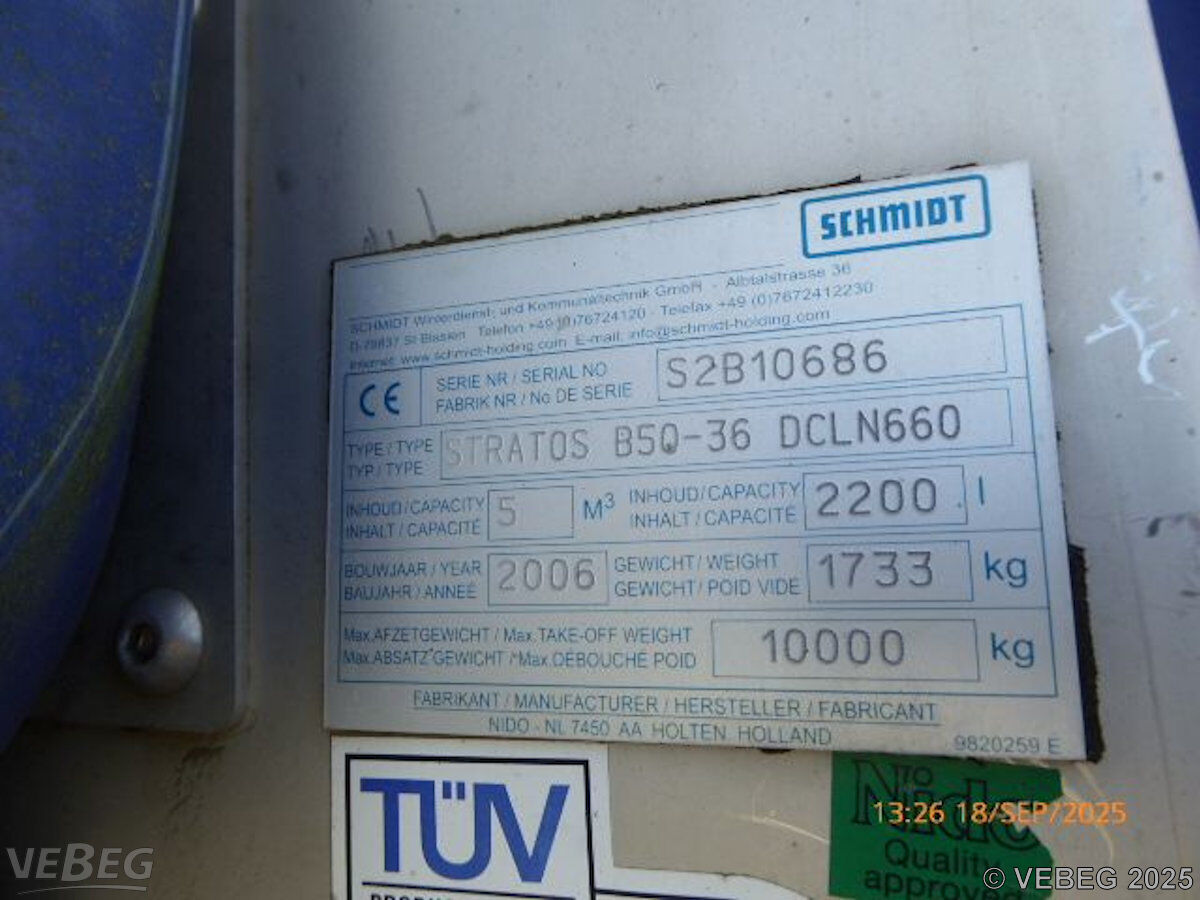 SCHMIDT
SCHMIDT Winterdienst- und Kommunaltechnik GmbH - Albtalstrasse 36
D-79837 St Blasien Telefon +49 (0)76724120 - Telefax +49 (0)7672412230
Internet: www.schmidt-holding.com E-mail: info@schmidt-holding.com
CE
SERIE NR / SERIAL NO
FABRIK NR / No DE SERIE
S2B10686
TYPE / TYPE
TYP / TYPE
STRATOS B5Q-36 DCLN660
INHOUD/CAPACITY
INHALT/CAPACITÉ
5 M³
INHOUD/CAPACITY
INHALT/CAPACITÉ
2200 l
BOUWJAAR / YEAR
BAUJAHR / ANNÉE
2006
GEWICHT / WEIGHT
GEWICHT / POID VIDE
1733 kg
Max.AFZETGEWICHT / Max.TAKE-OFF WEIGHT
Max.ABSATZ GEWICHT / Max.DÉBOUCHÉ POID
10000 kg
FABRIKANT / MANUFACTURER / HERSTELLER / FABRICANT
NIDO - NL 7450 AA HOLTEN HOLLAND
9820259 E
TÜV
Nido
Quality
approved
13:26 18/SEP/2025
VEBEG
© VEBEG 2025